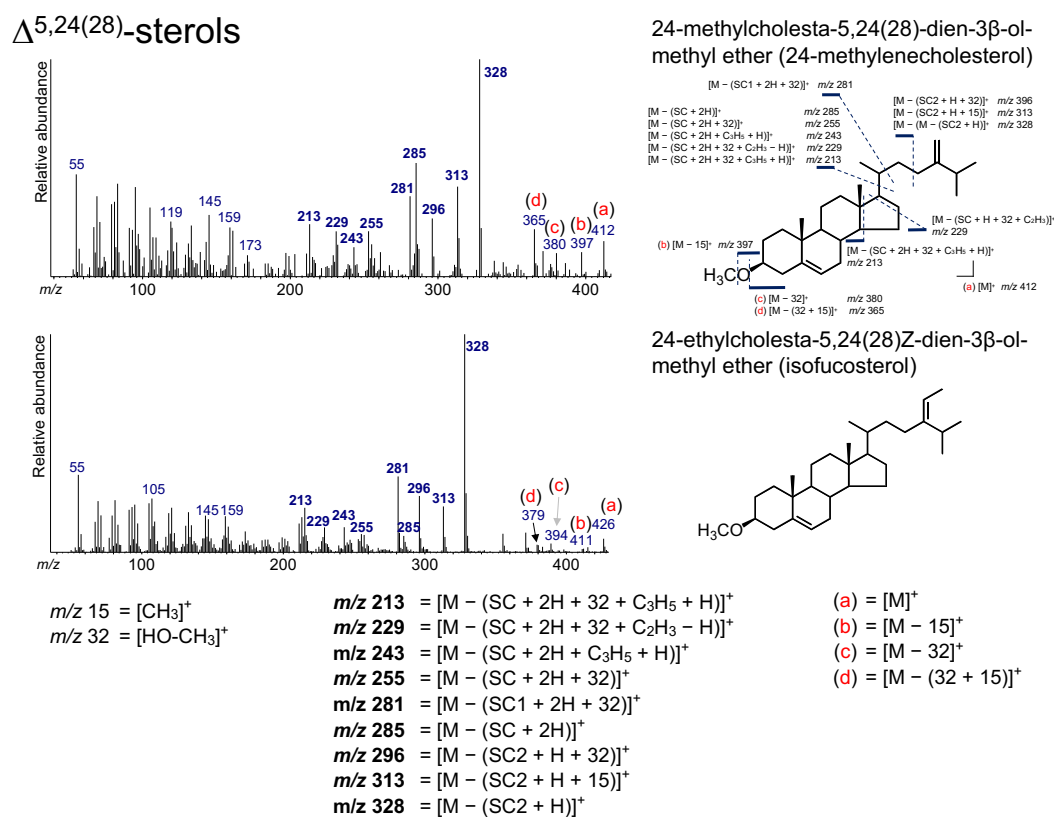 Δ5,24(28)-sterols
Relative abundance
55
119
145
159
173
213
229
243
255
281
285
296
313
328
(d)
365
(c)
380
(b)
397
(a)
412
m/z
100
200
300
400
24-methylcholesta-5,24(28)-dien-3β-ol-
methyl ether (24-methylenecholesterol)
[M − (SC1 + 2H + 32)]+ m/z 281
[M − (SC2 + H + 32)]+ m/z 396
[M − (SC2 + H + 15)]+ m/z 313
[M − (M − (SC2 + H)]+ m/z 328
[M − (SC + 2H)]+ m/z 285
[M − (SC + 2H + 32)]+ m/z 255
[M − (SC + 2H + C3H5 + H)]+ m/z 243
[M − (SC + 2H + 32 + C2H3 − H)]+ m/z 229
[M − (SC + 2H + 32 + C3H5 + H)]+ m/z 213
[M − (SC + H + 32 + C2H3)]+
m/z 229
(b) [M − 15]+ m/z 397
[M − (SC + 2H + 32 + C3H5 + H)]+
m/z 213
H3CO
(a) [M]+ m/z 412
(c) [M − 32]+ m/z 380
(d) [M − (32 + 15)]+ m/z 365
Relative abundance
55
105
145
159
213
229
243
255
281
285
296
313
328
(d)
379
(c)
394
(b)
411
(a)
426
m/z
100
200
300
400
24-ethylcholesta-5,24(28)Z-dien-3β-ol-
methyl ether (isofucosterol)
H3CO
m/z 15 = [CH3]+
m/z 32 = [HO-CH3]+
m/z 213 = [M − (SC + 2H + 32 + C3H5 + H)]+
m/z 229 = [M − (SC + 2H + 32 + C2H3 − H)]+
m/z 243 = [M − (SC + 2H + C3H5 + H)]+
m/z 255 = [M − (SC + 2H + 32)]+
m/z 281 = [M − (SC1 + 2H + 32)]+
m/z 285 = [M − (SC + 2H)]+
m/z 296 = [M − (SC2 + H + 32)]+
m/z 313 = [M − (SC2 + H + 15)]+
m/z 328 = [M − (SC2 + H)]+
(a) = [M]+
(b) = [M − 15]+
(c) = [M − 32]+
(d) = [M − (32 + 15)]+